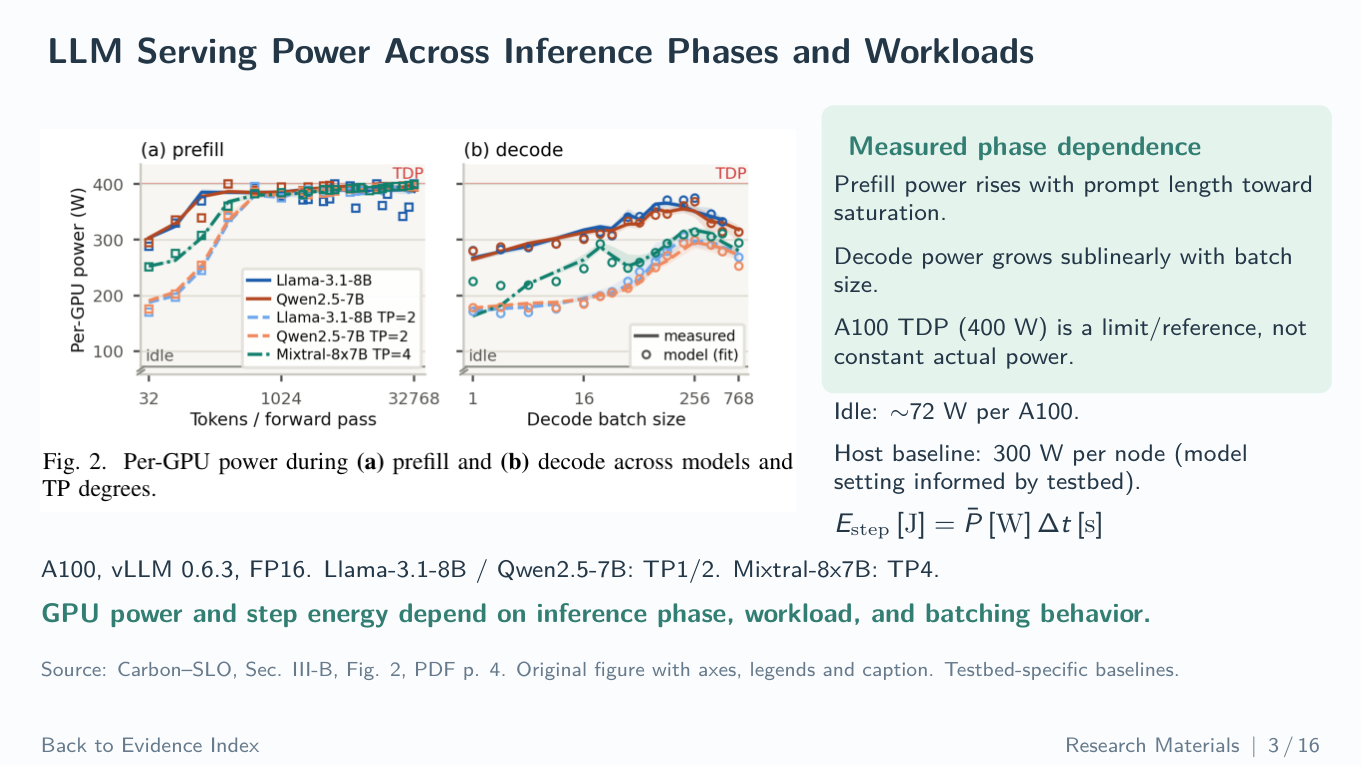 LLM Serving Power Across Inference Phases and Workloads
(a) prefill
(b) decode
TDP
TDP
400
300
200
100
Per-GPU power (W)
idle
idle
Llama-3.1-8B
Qwen2.5-7B
Llama-3.1-8B TP=2
Qwen2.5-7B TP=2
Mixtral-8x7B TP=4
measured
model (fit)
32 1024 32768
Tokens / forward pass
1 16 256 768
Decode batch size
Fig. 2. Per-GPU power during (a) prefill and (b) decode across models and
TP degrees.
Measured phase dependence
Prefill power rises with prompt length toward
saturation.
Decode power grows sublinearly with batch
size.
A100 TDP (400 W) is a limit/reference, not
constant actual power.
Idle: ∼72 W per A100.
Host baseline: 300 W per node (model
setting informed by testbed).
E_step [J] = P̄ [W] Δt [s]
A100, vLLM 0.6.3, FP16. Llama-3.1-8B / Qwen2.5-7B: TP1/2. Mixtral-8x7B: TP4.
GPU power and step energy depend on inference phase, workload, and batching behavior.
Source: Carbon–SLO, Sec. III-B, Fig. 2, PDF p. 4. Original figure with axes, legends and caption. Testbed-specific baselines.
Back to Evidence Index
Research Materials | 3 / 16